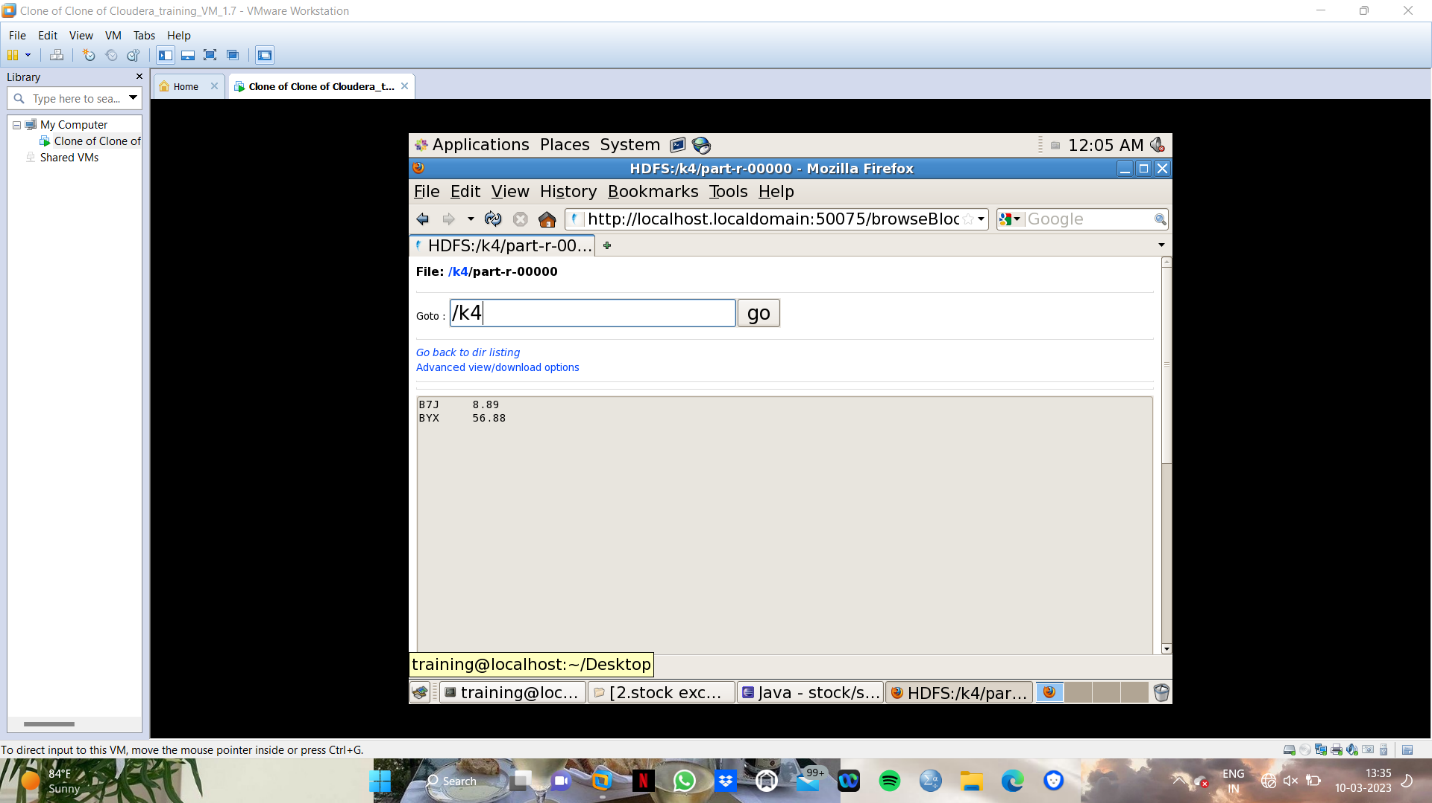 Clone of Clone of Cloudera_training_VM_1.7 - VMware Workstation
File Edit View VM Tabs Help
Library
Type here to sea...
My Computer
Clone of Clone of
Shared VMs
Home
Clone of Clone of Cloudera_t...
Applications Places System 12:05 AM
HDFS:/k4/part-r-00000 - Mozilla Firefox
File Edit View History Bookmarks Tools Help
http://localhost.localdomain:50075/browseBloc Google
HDFS:/k4/part-r-00...
File: /k4/part-r-00000
Goto : /k4 go
Go back to dir listing
Advanced view/download options
B7J 8.89
BYX 56.88
training@localhost:~/Desktop
training@loc... [2.stock exc... Java - stock/s... HDFS:/k4/par...
To direct input to this VM, move the mouse pointer inside or press Ctrl+G.
84°F
Sunny
Search
99+
ENG
IN
13:35
10-03-2023